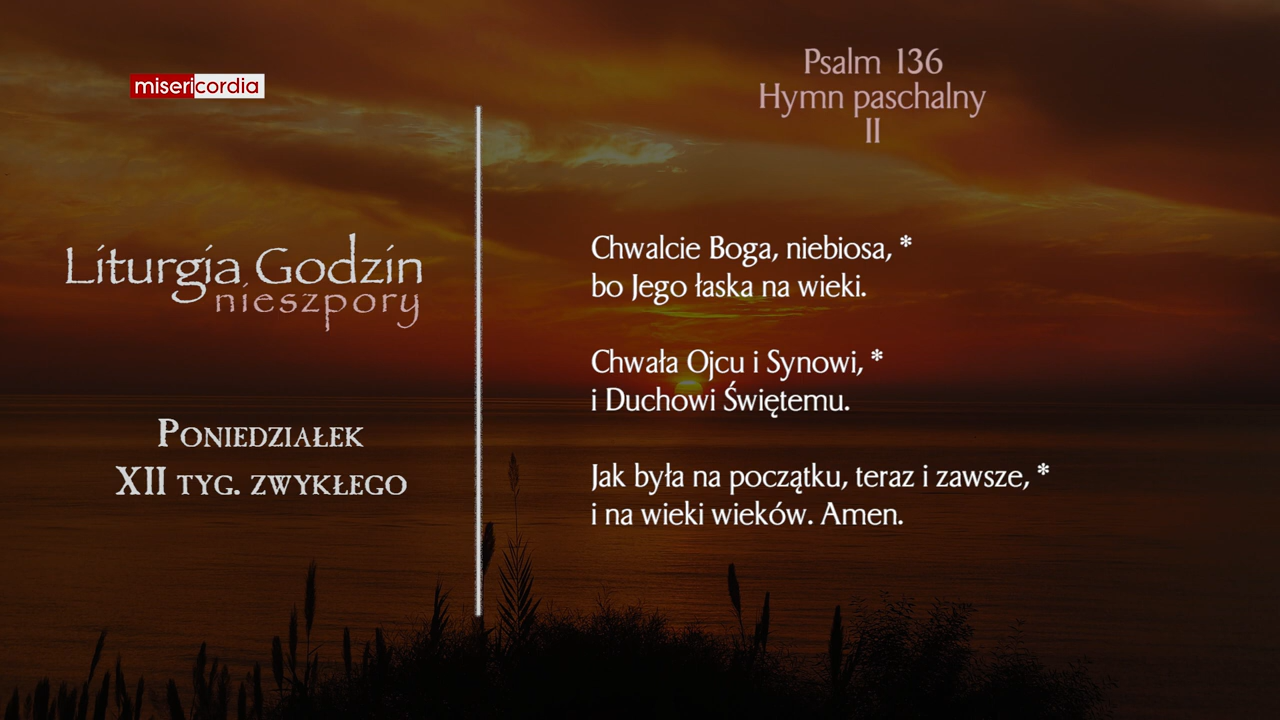 misericordia
Liturgia Godzin
nieszpory
Poniedziałek
XII tyg. zwykłego
Psalm 136
Hymn paschalny
II
Chwalcie Boga, niebiosa, *
bo Jego łaska na wieki.
Chwała Ojcu i Synowi, *
i Duchowi Świętemu.
Jak była na początku, teraz i zawsze, *
i na wieki wieków. Amen.